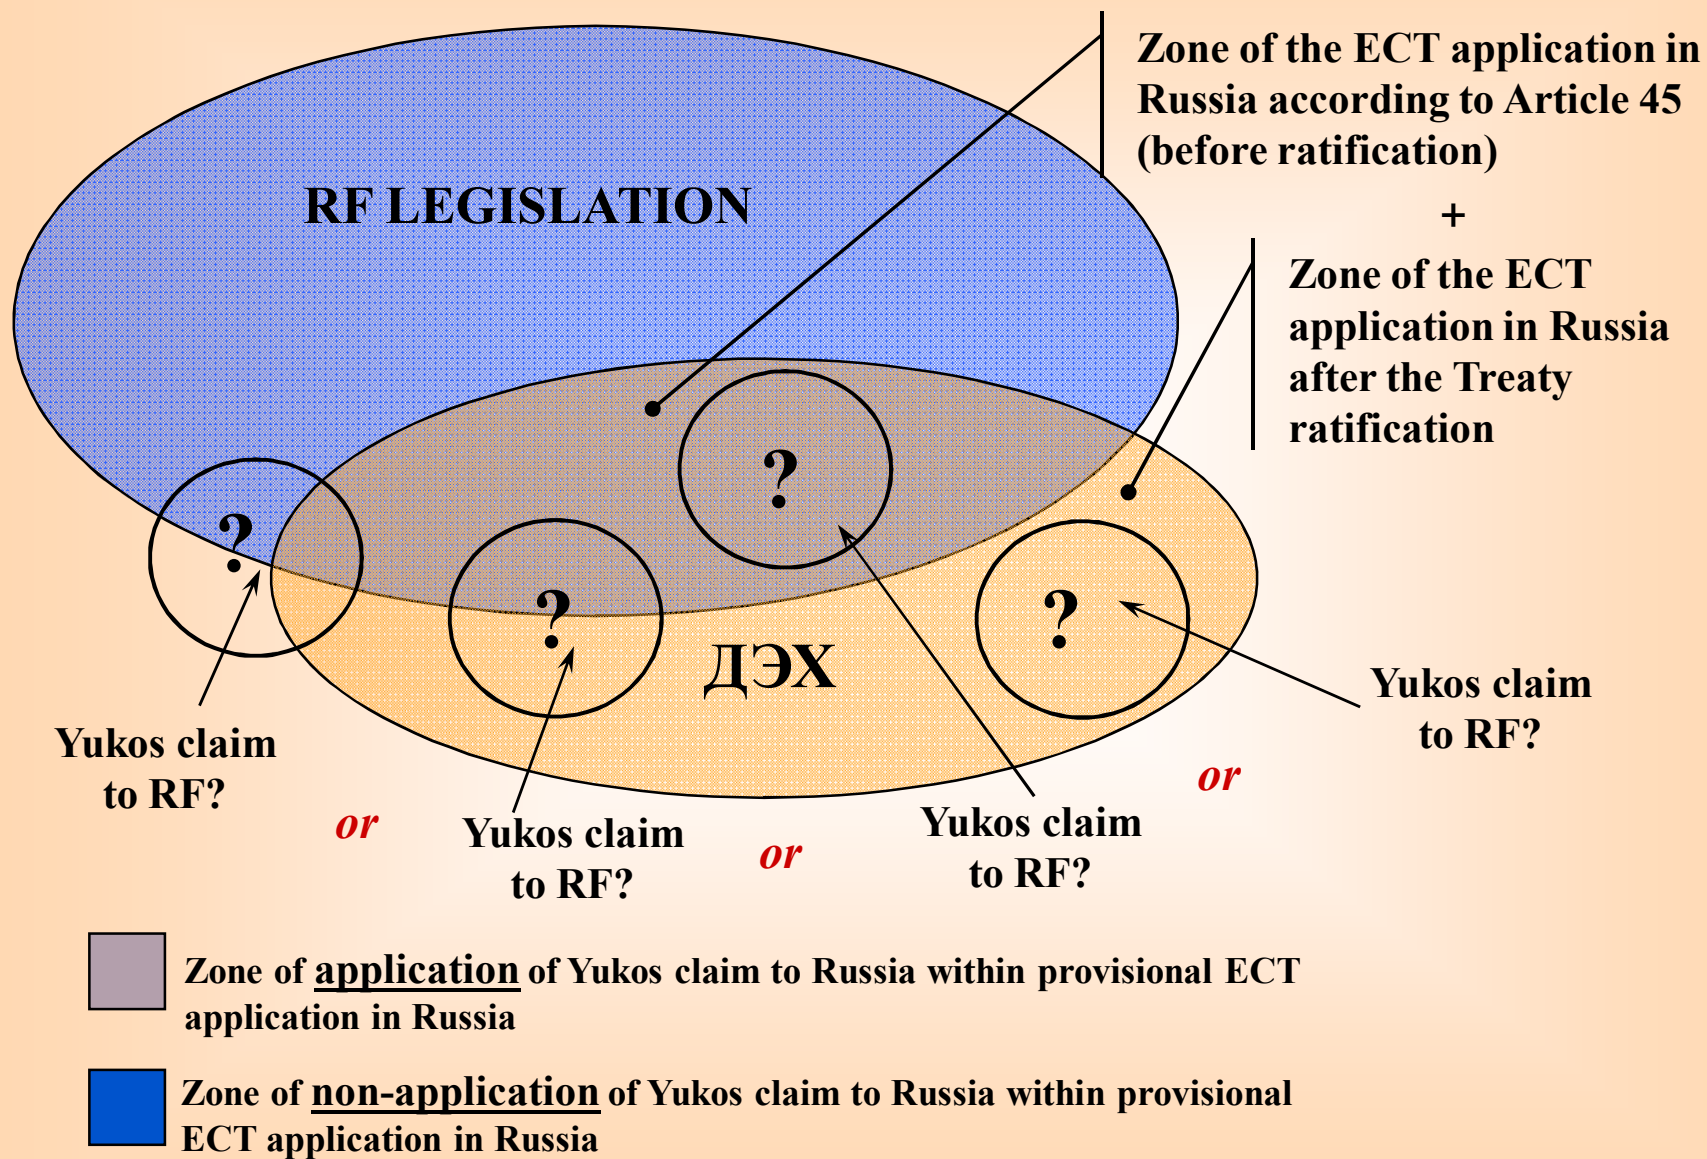 Zone of the ECT application in
Russia according to Article 45
(before ratification)
+
Zone of the ECT
application in Russia
after the Treaty
ratification
RF LEGISLATION
?
?
?
?
ДЭХ
Yukos claim
to RF?
or
Yukos claim
to RF?
or
Yukos claim
to RF?
or
Yukos claim
to RF?
Zone of application of Yukos claim to Russia within provisional ECT
application in Russia
Zone of non-application of Yukos claim to Russia within provisional
ECT application in Russia